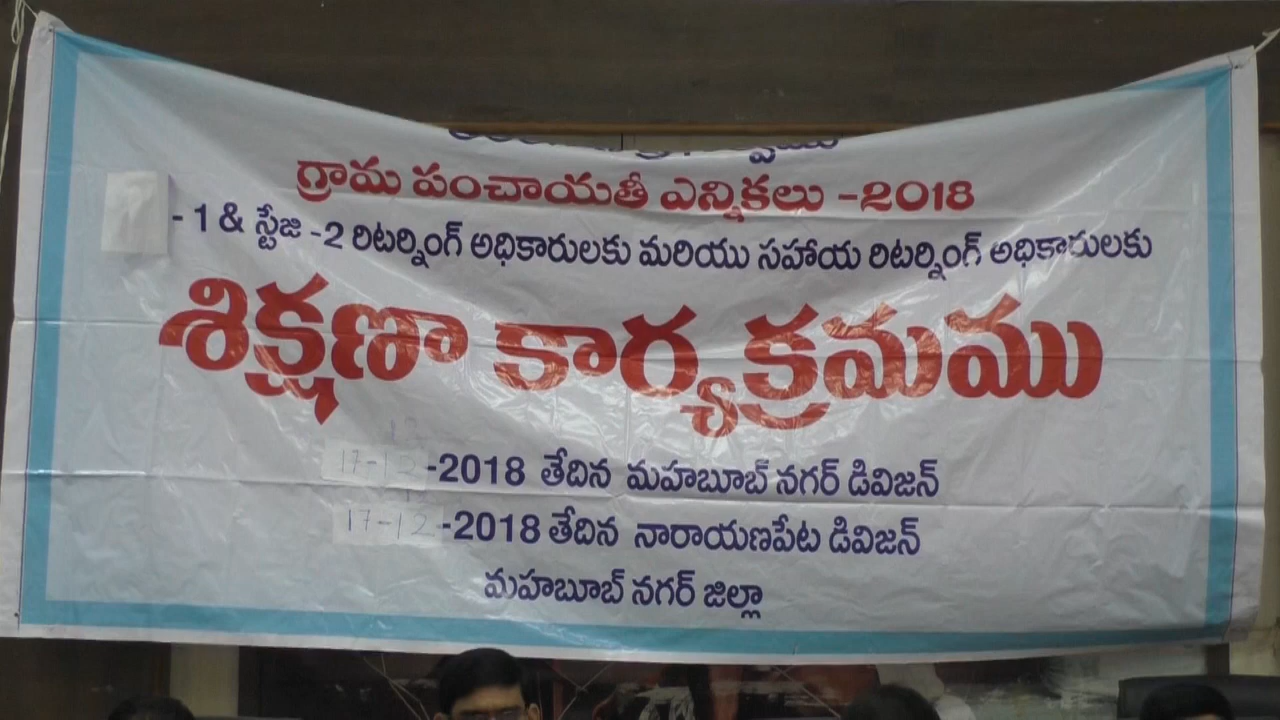 గ్రామ పంచాయతీ ఎన్నికలు -2018
- 1 & స్టేజి -2 రిటర్నింగ్ అధికారులకు మరియు సహాయ రిటర్నింగ్ అధికారులకు
శిక్షణా కార్యక్రమము
17-12-2018 తేదిన మహబూబ్ నగర్ డివిజన్
17-12-2018 తేదిన నారాయణపేట డివిజన్
మహబూబ్ నగర్ జిల్లా